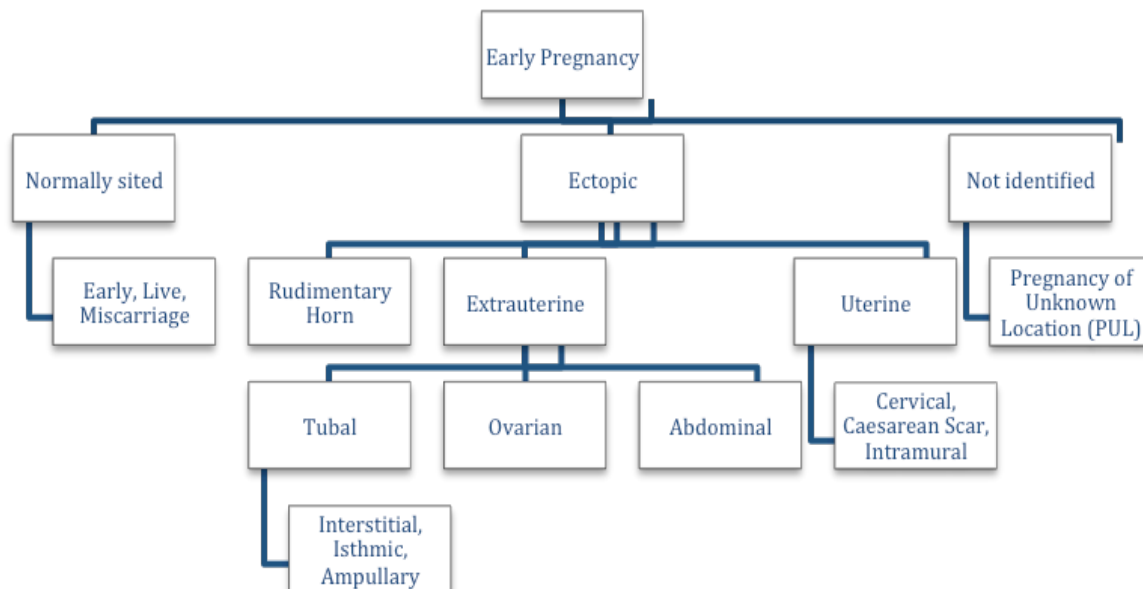 Early Pregnancy
Normally sited
Ectopic
Not identified
Early, Live,
Miscarriage
Rudimentary
Horn
Extrauterine
Uterine
Pregnancy of
Unknown
Location (PUL)
Tubal
Ovarian
Abdominal
Cervical,
Caesarean Scar,
Intramural
Interstitial,
Isthmic,
Ampullary